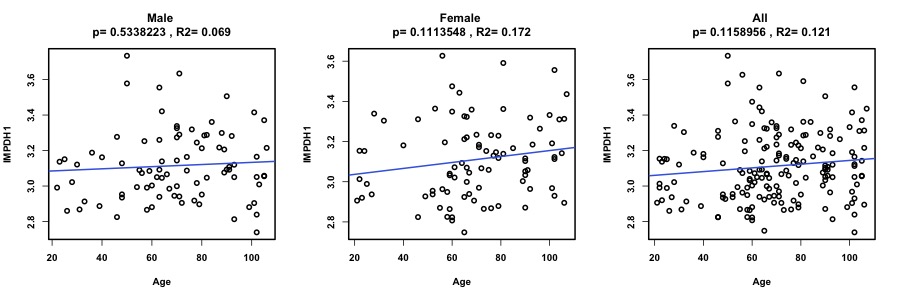 Male
p= 0.5338223 , R2= 0.069
IMPDH1
2.8 3.0 3.2 3.4 3.6
20 40 60 80 100
Age
Female
p= 0.1113548 , R2= 0.172
IMPDH1
2.8 3.0 3.2 3.4 3.6
20 40 60 80 100
Age
All
p= 0.1158956 , R2= 0.121
IMPDH1
2.8 3.0 3.2 3.4 3.6
20 40 60 80 100
Age